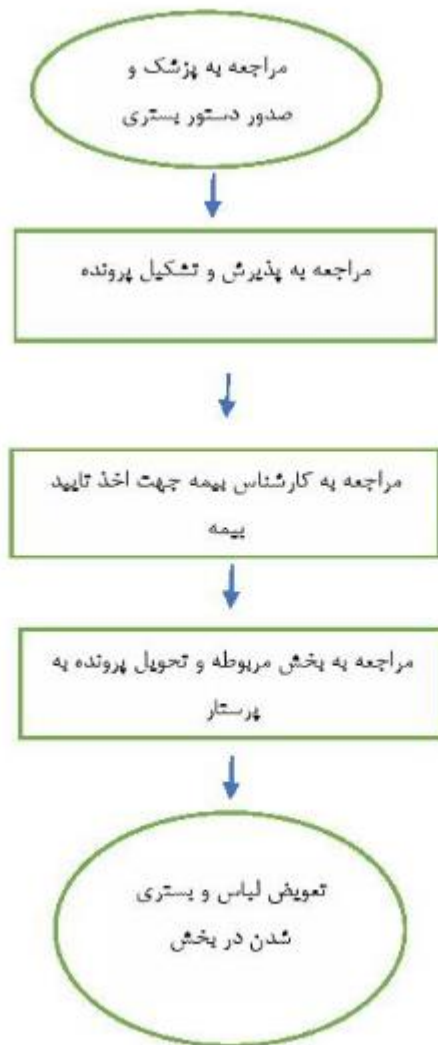 مراجعه به پزشک و
صدور دستور بستری
مراجعه به پذیرش و تشکیل پرونده
مراجعه به کارشناس بیمه جهت اخذ تایید
بیمه
مراجعه به بخش مربوطه و تحویل پرونده به
پرستار
تعویض لباس و بستری
شدن در بخش